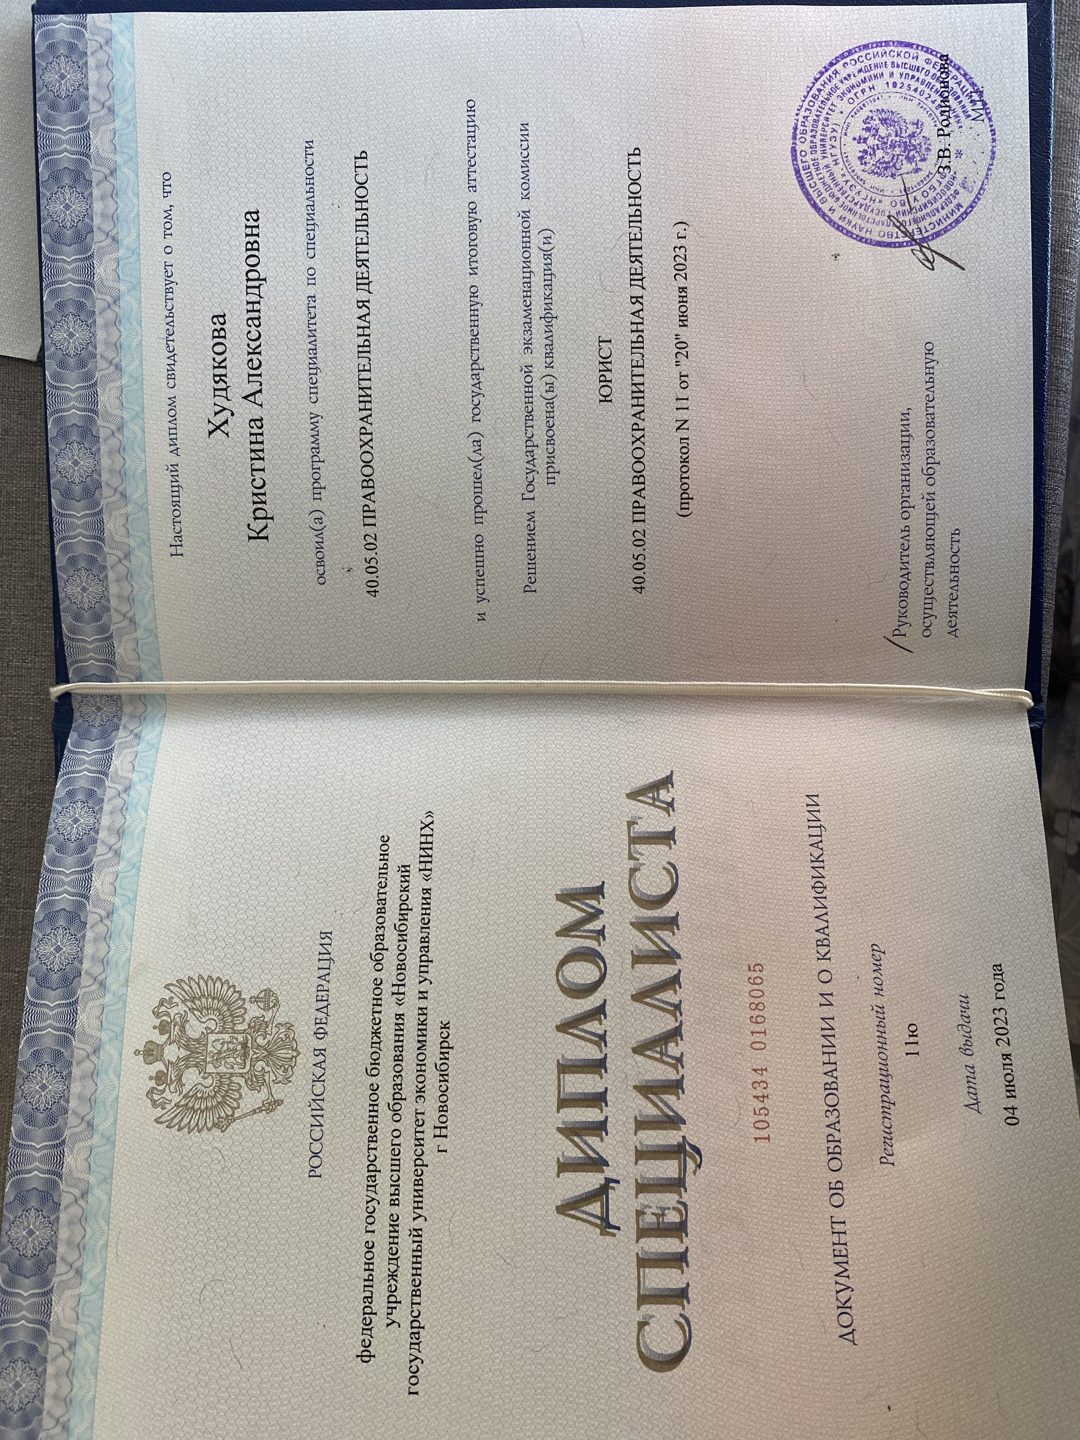 РОССИЙСКАЯ ФЕДЕРАЦИЯ
федеральное государственное бюджетное образовательное
учреждение высшего образования «Новосибирский
государственный университет экономики и управления «НИНХ»
г Новосибирск
ДИПЛОМ
СПЕЦИАЛИСТА
105434 0168065
ДОКУМЕНТ ОБ ОБРАЗОВАНИИ И О КВАЛИФИКАЦИИ
Регистрационный номер
11ю
Дата выдачи
04 июля 2023 года
Настоящий диплом свидетельствует о том, что
Худякова
Кристина Александровна
освоил(а) программу специалитета по специальности
40.05.02 ПРАВООХРАНИТЕЛЬНАЯ ДЕЯТЕЛЬНОСТЬ
и успешно прошел(ла) государственную итоговую аттестацию
Решением Государственной экзаменационной комиссии
присвоена(ы) квалификация(и)
ЮРИСТ
40.05.02 ПРАВООХРАНИТЕЛЬНАЯ ДЕЯТЕЛЬНОСТЬ
(протокол N 11 от "20" июня 2023 г.)
Руководитель организации,
осуществляющей образовательную
деятельность
З.В. Родионова
М.П.